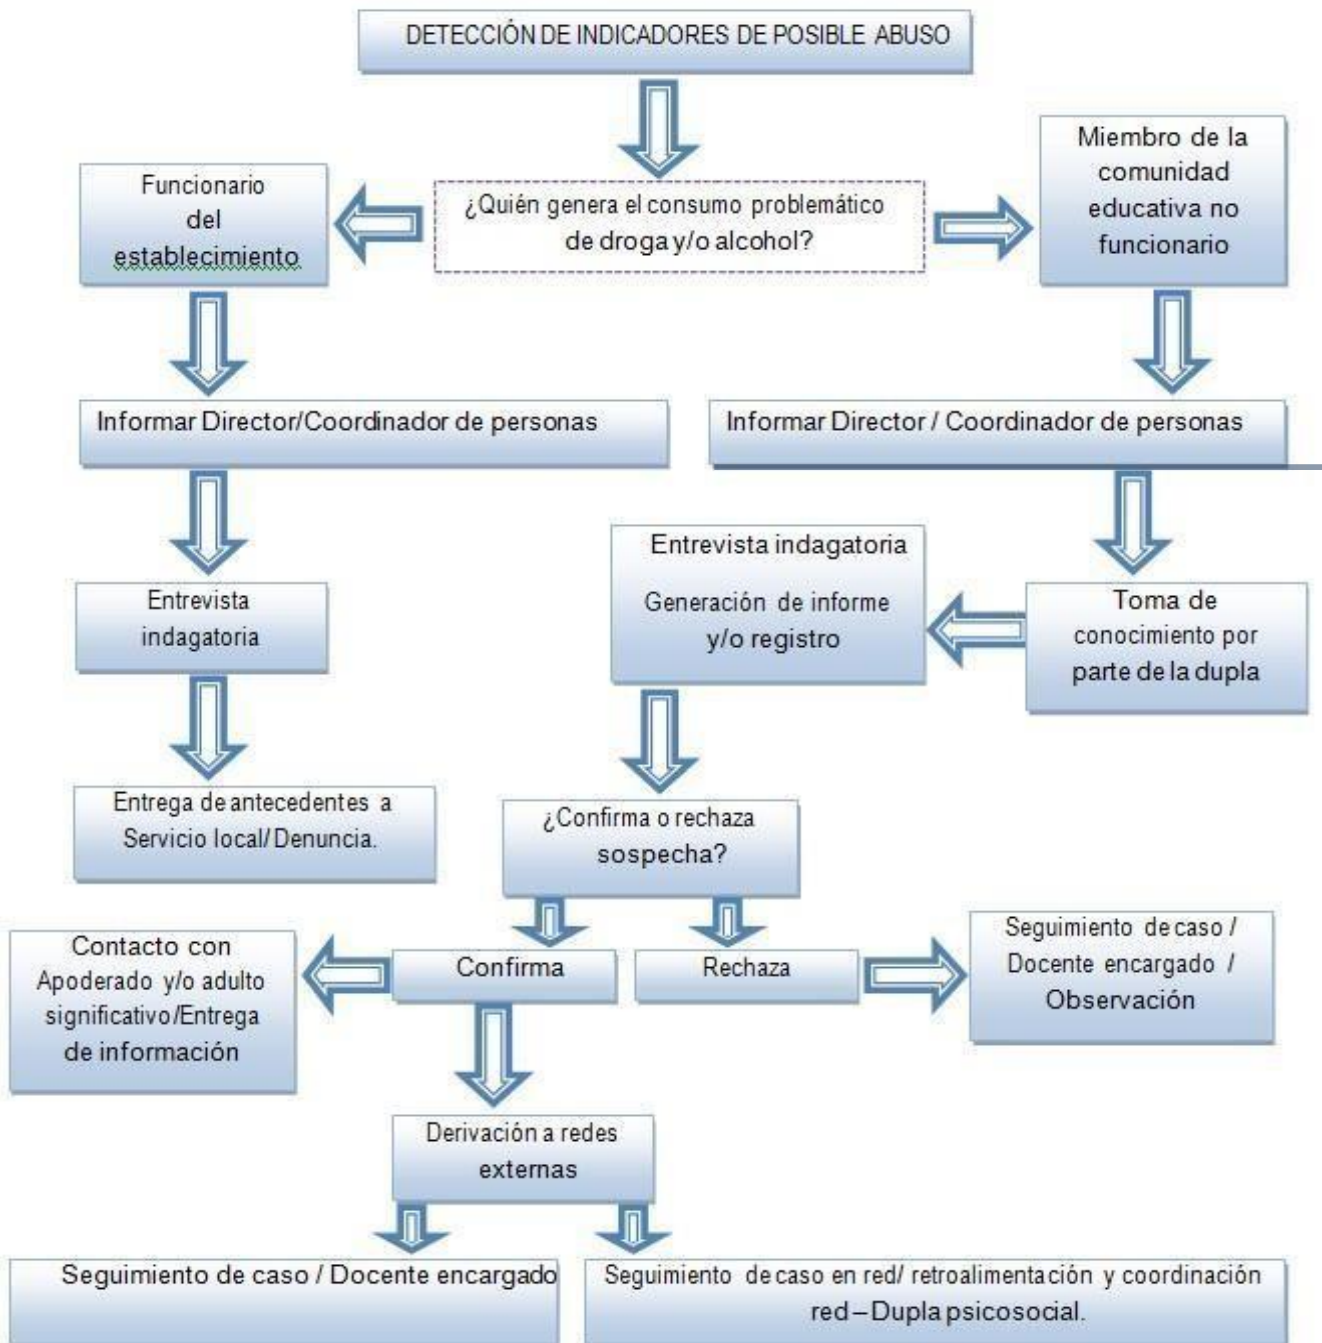 DETECCIÓN DE INDICADORES DE POSIBLE ABUSO
Funcionario
del
establecimiento
¿Quién genera el consumo problemático
de droga y/o alcohol?
Miembro de la
comunidad
educativa no
funcionario
Informar Director/Coordinador de personas
Informar Director / Coordinador de personas
Entrevista
indagatoria
Entrevista indagatoria
Generación de informe
y/o registro
Toma de
conocimiento por
parte de la dupla
Entrega de antecedentes a
Servicio local/ Denuncia.
¿Confirma o rechaza
sospecha?
Contacto con
Apoderado y/o adulto
significativo/Entrega
de información
Confirma
Rechaza
Seguimiento de caso /
Docente encargado /
Observación
Derivación a redes
externas
Seguimiento de caso / Docente encargado
Seguimiento de caso en red/ retroalimentación y coordinación
red – Dupla psicosocial.